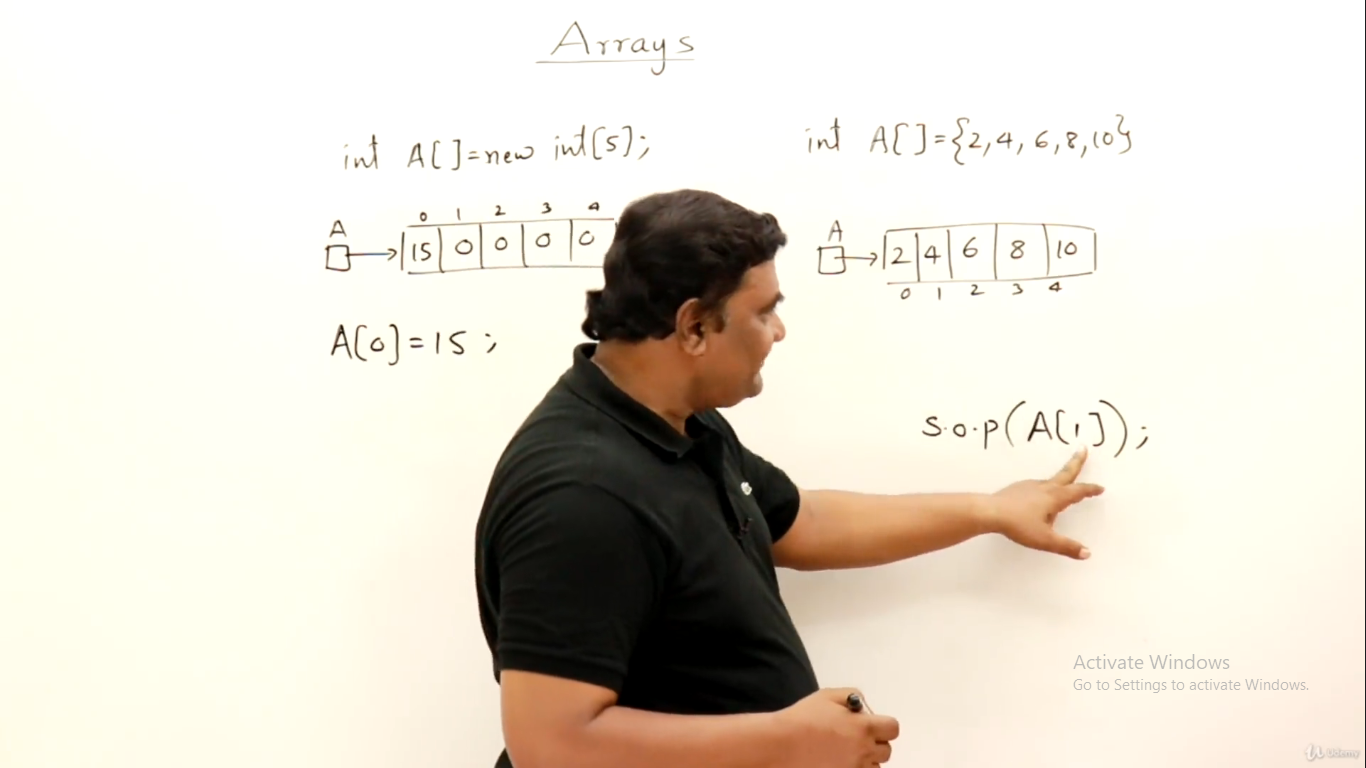 Arrays
int A[]=new int[5];
A
0 1 2 3 4
15 0 0 0 0
A[0]=15;
int A[]={2,4,6,8,10}
A
2 4 6 8 10
0 1 2 3 4
S.o.p(A[1]);
Activate Windows
Go to Settings to activate Windows.
Udemy